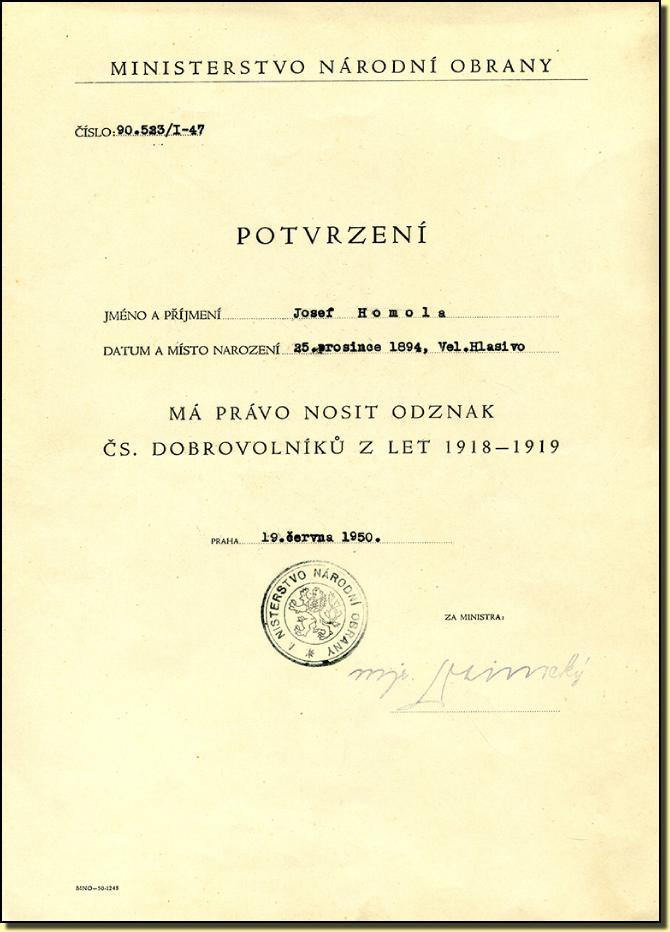 MINISTERSTVO NÁRODNÍ OBRANY
ČÍSLO: 90.523/I-47
POTVRZENÍ
JMÉNO A PŘÍJMENÍ Josef Homola
DATUM A MÍSTO NAROZENÍ 25.prosince 1894, Vel.Hlasivo
MÁ PRÁVO NOSIT ODZNAK
ČS. DOBROVOLNÍKŮ Z LET 1918–1919
PRAHA 19.června 1950.
NISTERSTVO NÁRODNÍ OBRANY * I.
ZA MINISTRA:
mjr.
MNO—50-1248